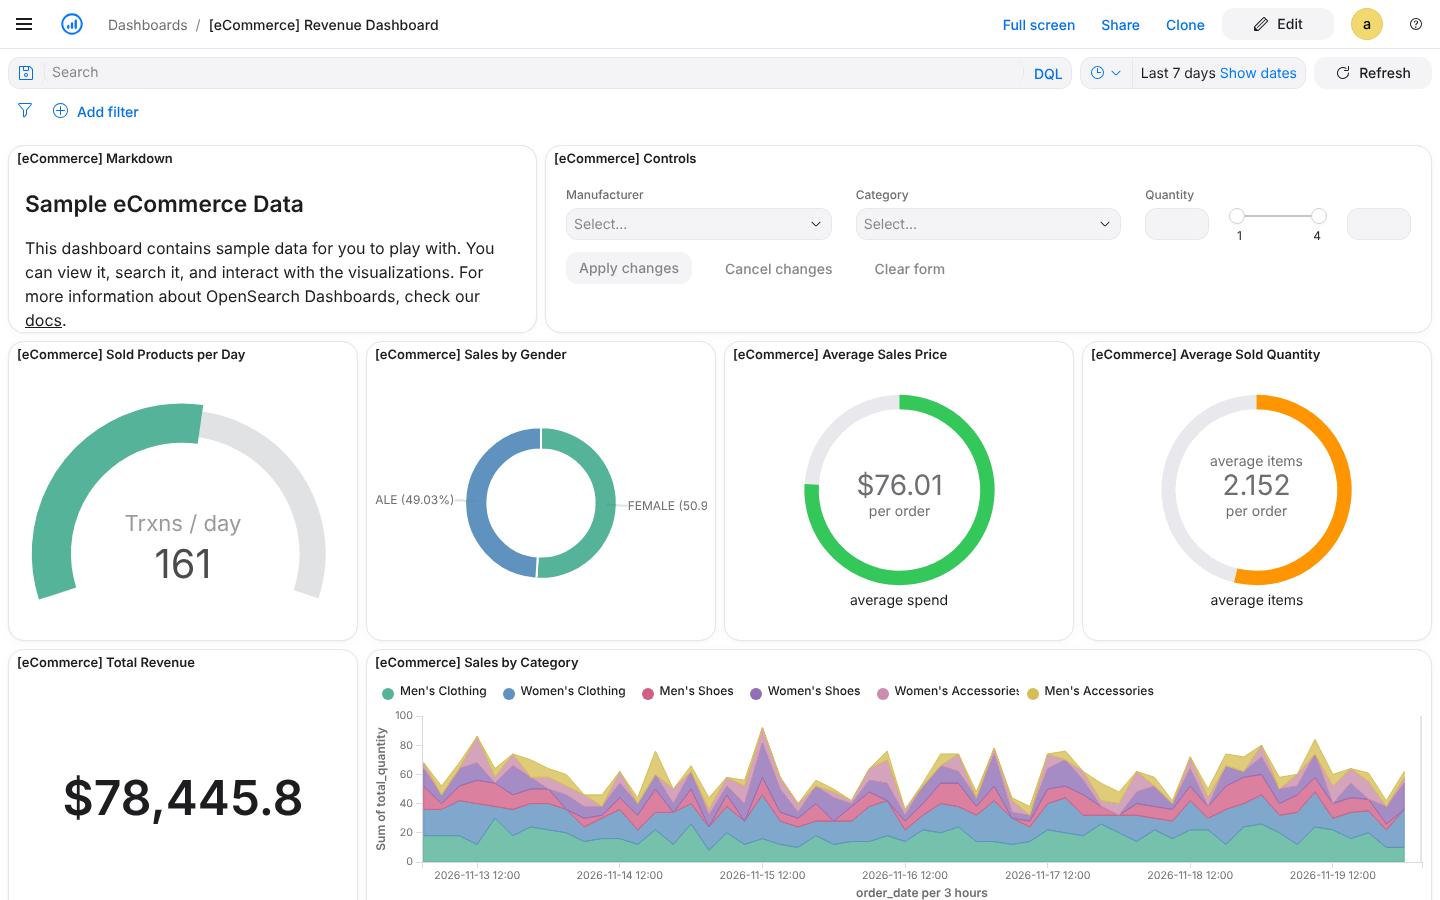 Dashboards / [eCommerce] Revenue Dashboard
Full screen
Share
Clone
Edit
a
Search
DQL
Last 7 days Show dates
Refresh
Add filter
[eCommerce] Markdown
Sample eCommerce Data
This dashboard contains sample data for you to play with. You
can view it, search it, and interact with the visualizations. For
more information about OpenSearch Dashboards, check our
docs.
[eCommerce] Controls
Manufacturer
Select...
Category
Select...
Quantity
1
4
Apply changes
Cancel changes
Clear form
[eCommerce] Sold Products per Day
Trxns / day
161
[eCommerce] Sales by Gender
ALE (49.03%)
FEMALE (50.9
[eCommerce] Average Sales Price
$76.01
per order
average spend
[eCommerce] Average Sold Quantity
average items
2.152
per order
average items
[eCommerce] Total Revenue
$78,445.8
[eCommerce] Sales by Category
Men's Clothing
Women's Clothing
Men's Shoes
Women's Shoes
Women's Accessories
Men's Accessories
Sum of total_quantity
100
80
60
40
20
0
2026-11-13 12:00
2026-11-14 12:00
2026-11-15 12:00
2026-11-16 12:00
2026-11-17 12:00
2026-11-18 12:00
2026-11-19 12:00
order_date per 3 hours